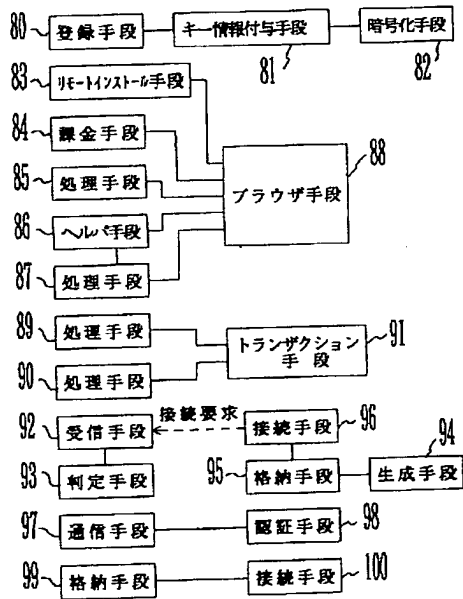 80 登録手段 キー情報付与手段 暗号化手段
81 82
83 リモートインストール手段
84 課金手段
85 処理手段
86 ヘルパ手段
87 処理手段
ブラウザ手段 88
89 処理手段
90 処理手段
トランザクション
手段
91
92 受信手段 接続要求 接続手段 96
93 判定手段 95 格納手段 生成手段 94
97 通信手段 認証手段 98
99 格納手段 接続手段 100